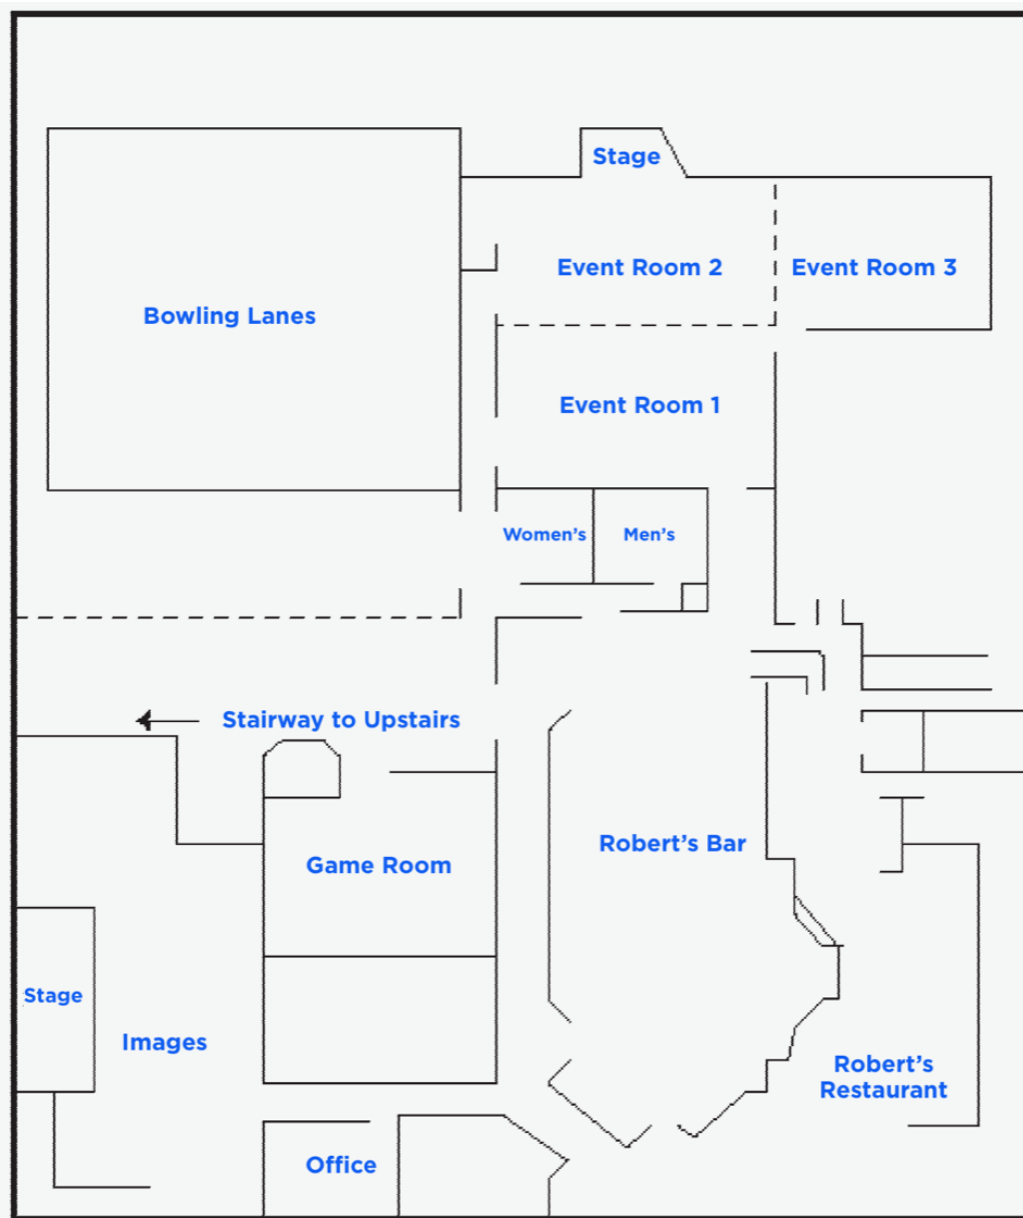 Stage
Event Room 2
Event Room 3
Bowling Lanes
Event Room 1
Women's
Men's
Stairway to Upstairs
Robert's Bar
Game Room
Stage
Images
Robert's
Restaurant
Office